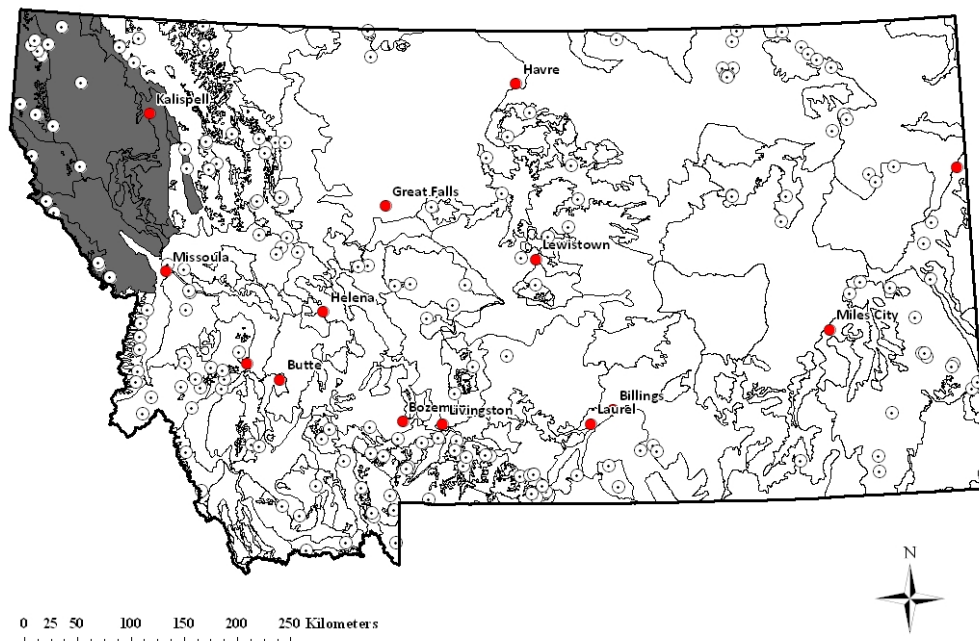 Havre
Kalispell
Great Falls
Lewistown
Missoula
Helena
Miles City
Butte
Billings
Laurel
Bozem
Livingston
N
0 25 50 100 150 200 250 Kilometers